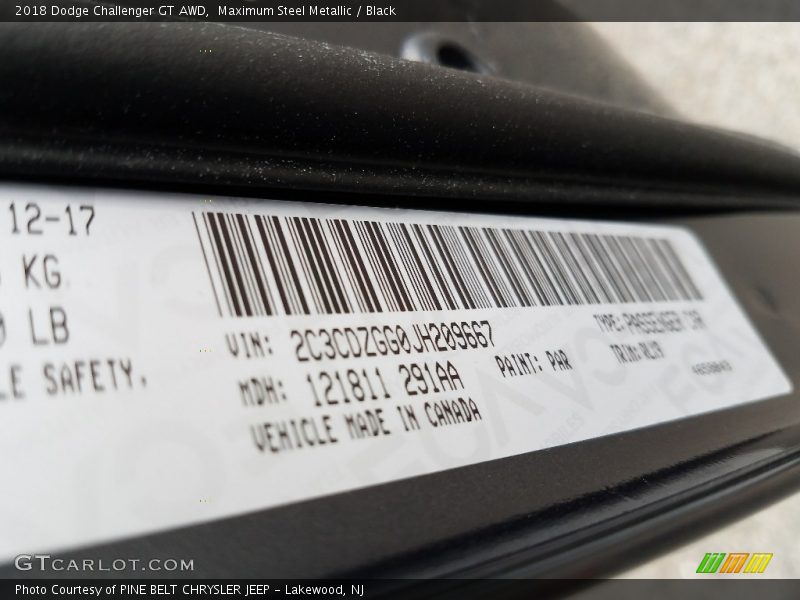 2018 Dodge Challenger GT AWD,  Maximum Steel Metallic / Black
12-17
KG
LB
LE SAFETY.
VIN: 2C3CDZGG0JH209667
TYPE: PASSENGER CAR
MDH: 121811 291AA
PAINT: PAR
TRIM:
VEHICLE MADE IN CANADA
GTCARLOT.COM
Photo Courtesy of PINE BELT CHRYSLER JEEP - Lakewood, NJ